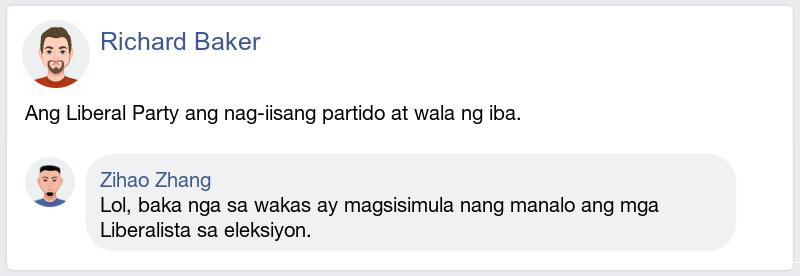 Richard Baker
Ang Liberal Party ang nag-iisang partido at wala ng iba.
Zihao Zhang
Lol, baka nga sa wakas ay magsisimula nang manalo ang mga
Liberalista sa eleksiyon.